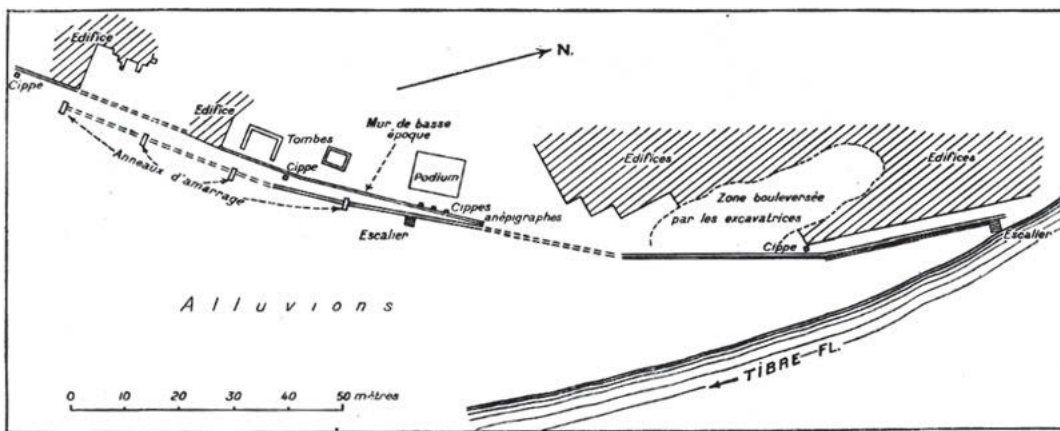 Edifice
N.
Cippe
Edifice
Tombes
Mur de basse
époque
Cippe
Podium
Anneaux d'amarrage
Cippes
anépigraphes
Escalier
Edifices
Edifices
Zone bouleversée
par les excavatrices
Cippe
Escalier
Alluvions
TIBRE FL.
0 10 20 30 40 50 mètres